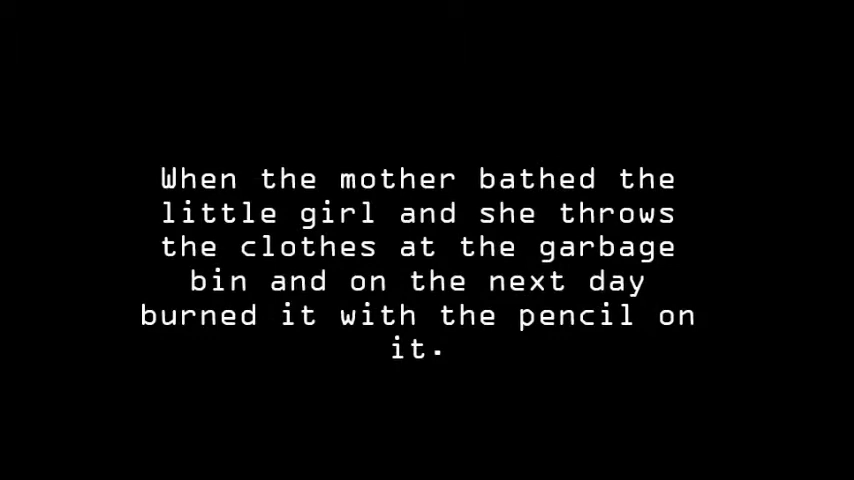 When the mother bathed the
little girl and she throws
the clothes at the garbage
bin and on the next day
burned it with the pencil on
it.